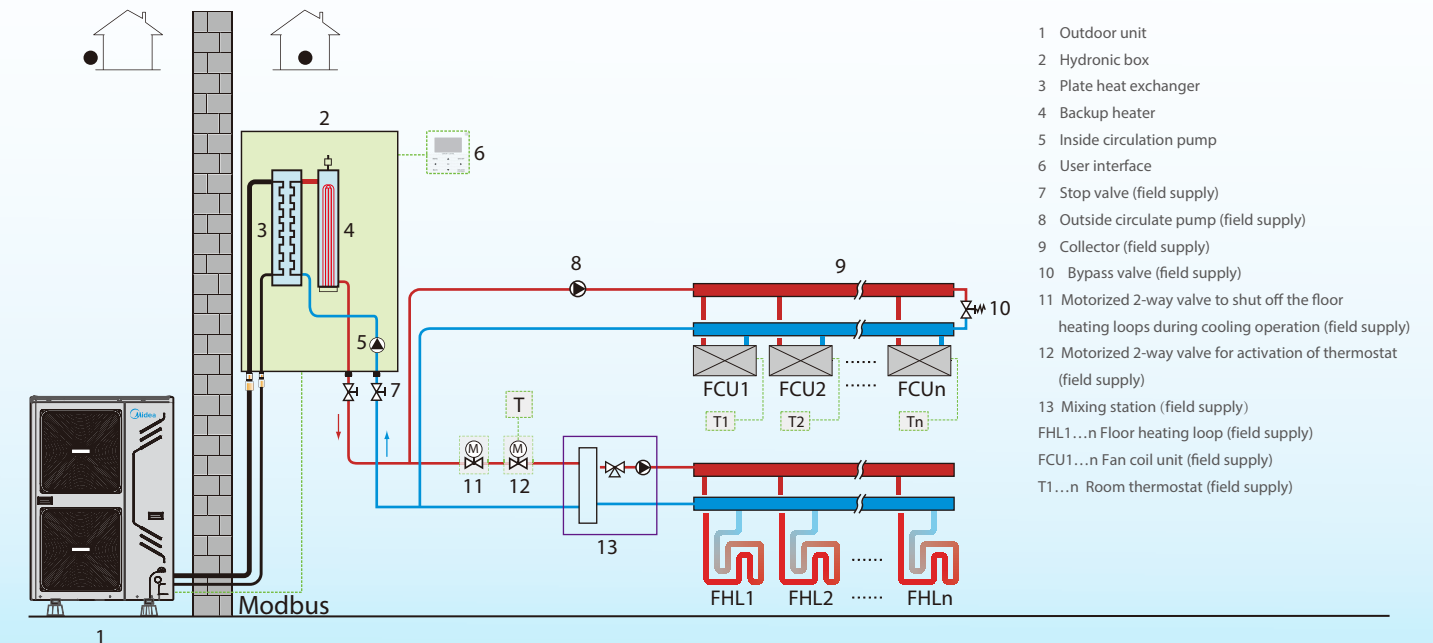 2
6
3
4
5
7
8
9
10
FCU1
FCU2
......
......
FCUn
T1
T2
Tn
T
M
M
11
12
13
FHL1
FHL2
......
......
FHLn
Midea
Modbus
1
1 Outdoor unit
2 Hydronic box
3 Plate heat exchanger
4 Backup heater
5 Inside circulation pump
6 User interface
7 Stop valve (field supply)
8 Outside circulate pump (field supply)
9 Collector (field supply)
10 Bypass valve (field supply)
11 Motorized 2-way valve to shut off the floor
heating loops during cooling operation (field supply)
12 Motorized 2-way valve for activation of thermostat
(field supply)
13 Mixing station (field supply)
FHL1...n Floor heating loop (field supply)
FCU1...n Fan coil unit (field supply)
T1...n Room thermostat (field supply)